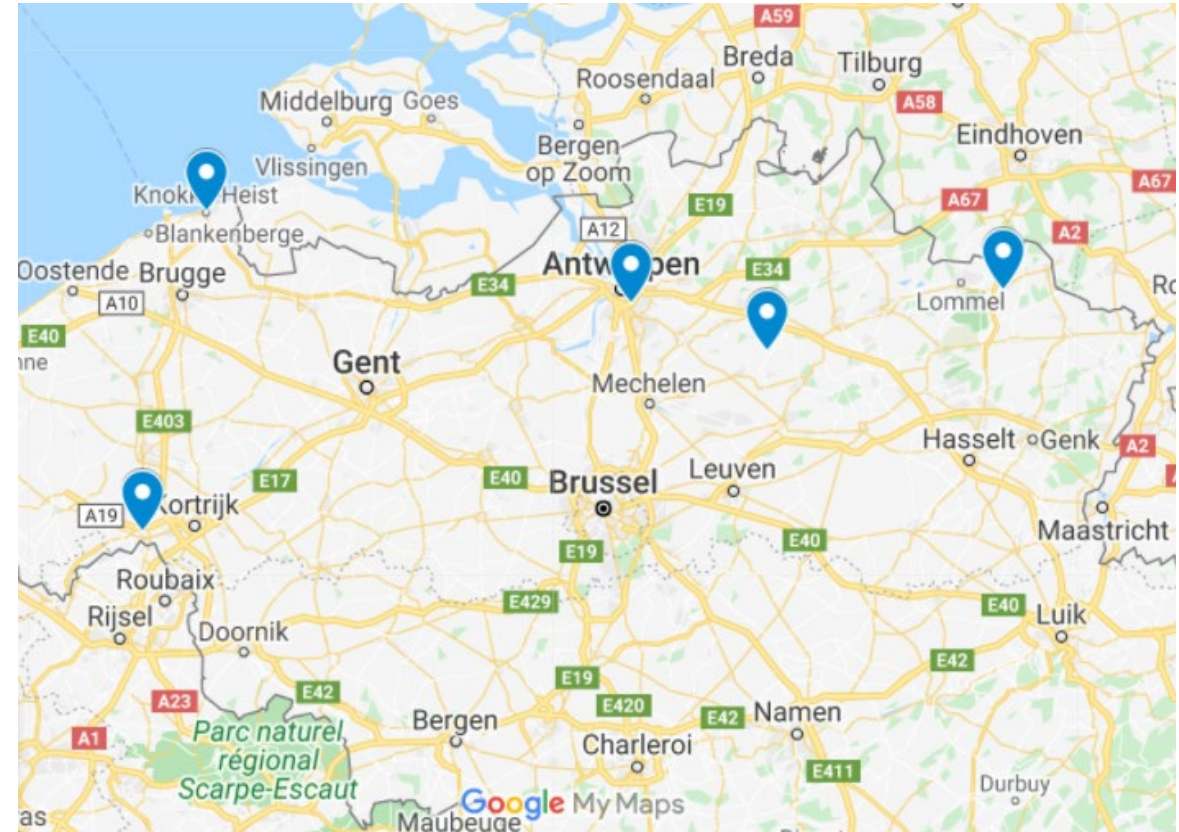 A59
Breda
Tilburg
Roosendaal
A58
Middelburg
Goes
Eindhoven
Bergen
op Zoom
Vlissingen
A67
Knokke-Heist
A67
E19
A12
A2
Blankenberge
Oostende
Brugge
Antwerpen
E34
E34
A10
Lommel
E40
Gent
Mechelen
E403
Hasselt
Genk
A2
E17
E40
Brussel
Leuven
A19
Kortrijk
Maastricht
E19
E40
Roubaix
E429
E40
Rijsel
Doornik
Luik
E42
E19
E42
A23
E420
E42
Namen
Bergen
A1
Parc naturel
régional
Scarpe-Escaut
Charleroi
E411
Durbuy
Google My Maps
Maubeuge